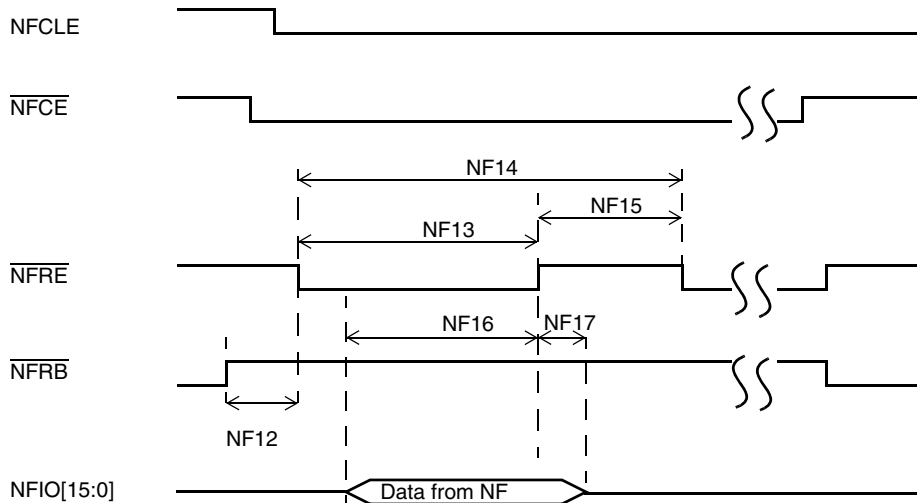 NFCLE
NFCE
NF14
NF15
NF13
NFRE
NF16
NF17
NFRB
NF12
NFIO[15:0]
Data from NF